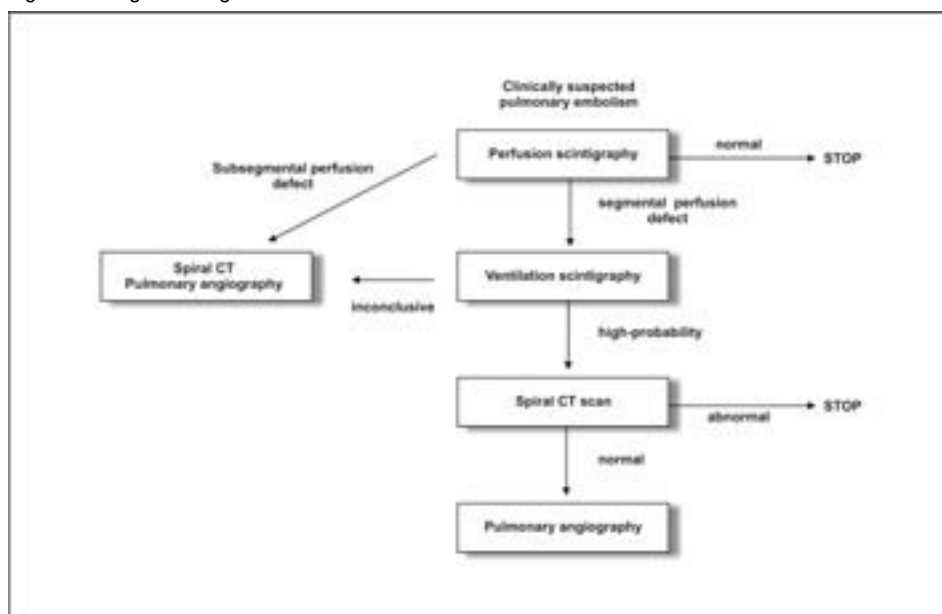 Clinically suspected
pulmonary embolism
Perfusion scintigraphy
normal
STOP
Subsegmental perfusion
defect
segmental perfusion
defect
Spiral CT
Pulmonary angiography
Ventilation scintigraphy
inconclusive
high-probability
Spiral CT scan
abnormal
STOP
normal
Pulmonary angiography